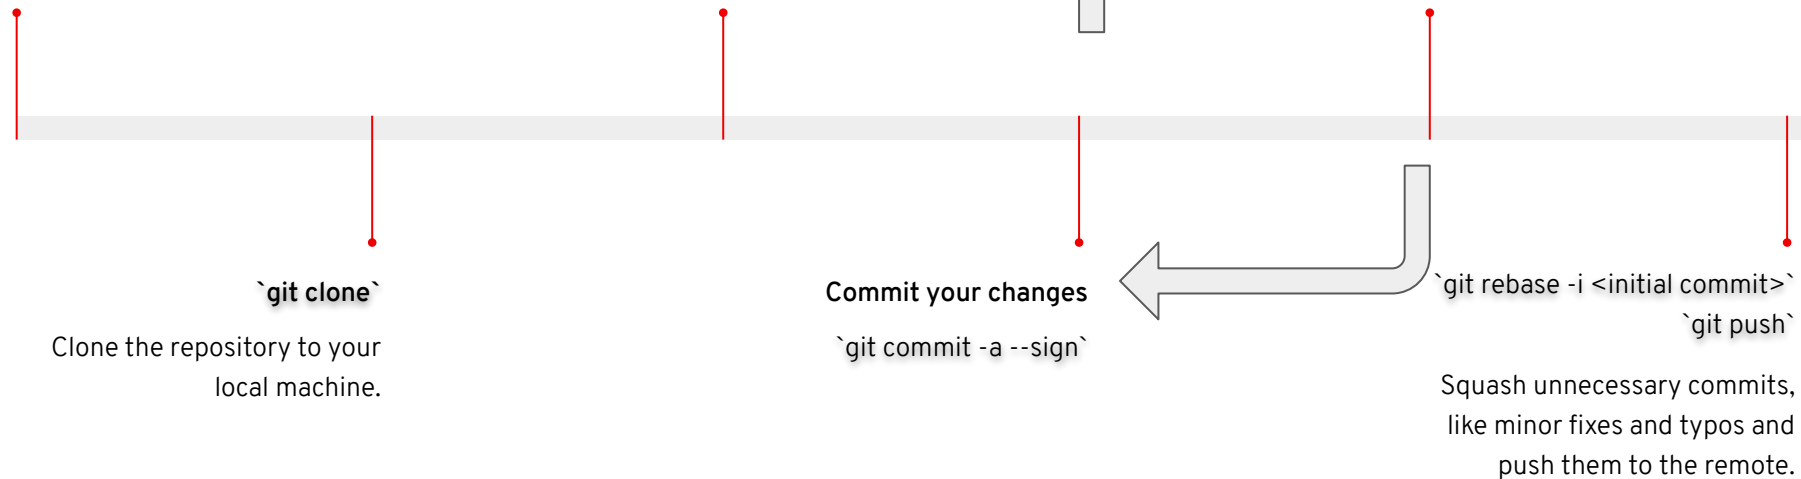 `git clone`
Clone the repository to your
local machine.
Commit your changes
`git commit -a --sign`
`git rebase -i <initial commit>`
`git push`
Squash unnecessary commits,
like minor fixes and typos and
push them to the remote.